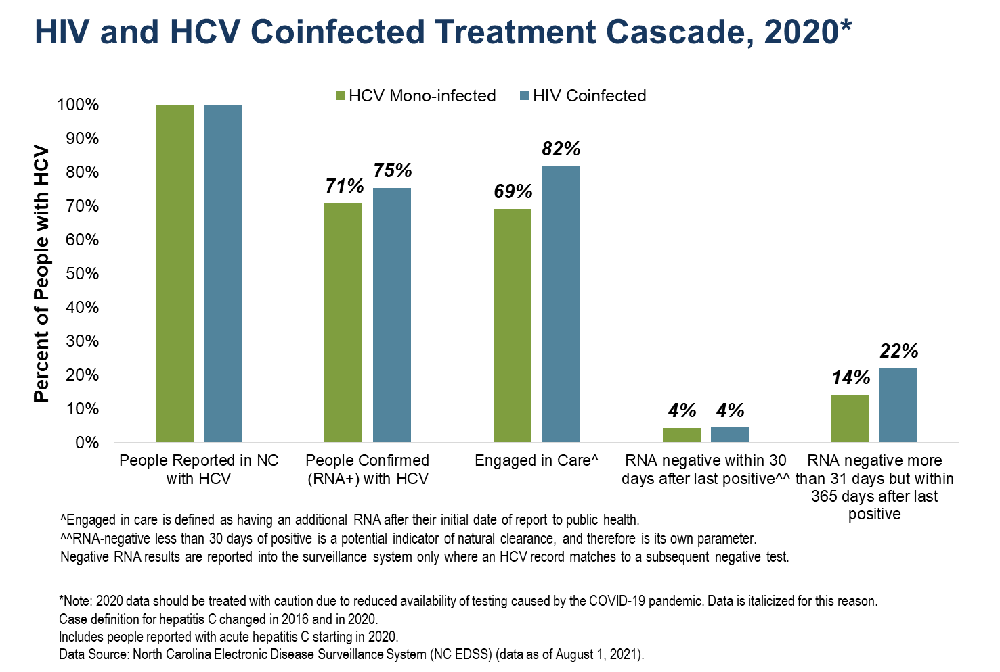 HIV and HCV Coinfected Treatment Cascade, 2020*
HCV Mono-infected
HIV Coinfected
Percent of People with HCV
100%
90%
80%
70%
60%
50%
40%
30%
20%
10%
0%
71%
75%
69%
82%
4%
4%
14%
22%
People Reported in NC
with HCV
People Confirmed
(RNA+) with HCV
Engaged in Care^
RNA negative within 30
days after last positive^^
RNA negative more
than 31 days but within
365 days after last
positive
^Engaged in care is defined as having an additional RNA after their initial date of report to public health.
^^RNA-negative less than 30 days of positive is a potential indicator of natural clearance, and therefore is its own parameter.
Negative RNA results are reported into the surveillance system only where an HCV record matches to a subsequent negative test.
*Note: 2020 data should be treated with caution due to reduced availability of testing caused by the COVID-19 pandemic. Data is italicized for this reason.
Case definition for hepatitis C changed in 2016 and in 2020.
Includes people reported with acute hepatitis C starting in 2020.
Data Source: North Carolina Electronic Disease Surveillance System (NC EDSS) (data as of August 1, 2021).